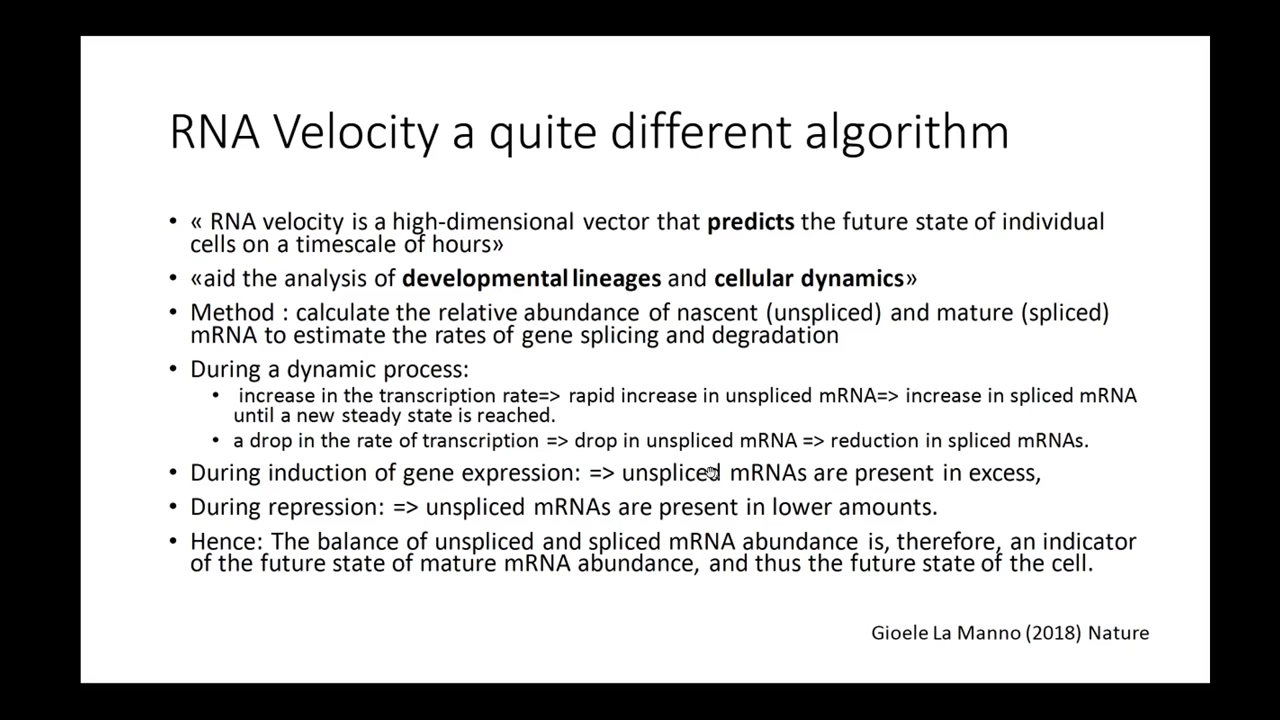 RNA Velocity a quite different algorithm
• « RNA velocity is a high-dimensional vector that predicts the future state of individual
cells on a timescale of hours»
• «aid the analysis of developmental lineages and cellular dynamics»
• Method : calculate the relative abundance of nascent (unspliced) and mature (spliced)
mRNA to estimate the rates of gene splicing and degradation
• During a dynamic process:
• increase in the transcription rate=> rapid increase in unspliced mRNA=> increase in spliced mRNA
until a new steady state is reached.
• a drop in the rate of transcription => drop in unspliced mRNA => reduction in spliced mRNAs.
• During induction of gene expression: => unspliced mRNAs are present in excess,
• During repression: => unspliced mRNAs are present in lower amounts.
• Hence: The balance of unspliced and spliced mRNA abundance is, therefore, an indicator
of the future state of mature mRNA abundance, and thus the future state of the cell.
Gioele La Manno (2018) Nature